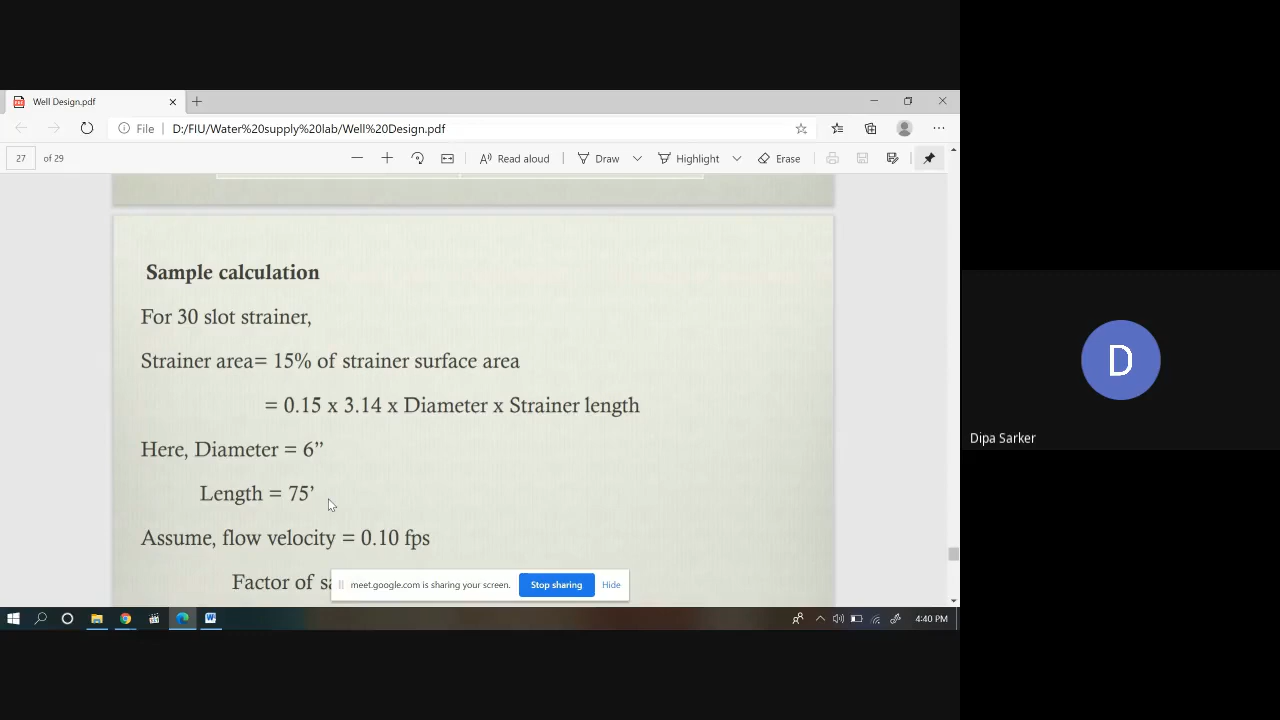 Well Design.pdf
File D:/FIU/Water%20supply%20lab/Well%20Design.pdf
27 of 29 Read aloud Draw Highlight Erase
Sample calculation
For 30 slot strainer,
Strainer area= 15% of strainer surface area
= 0.15 x 3.14 x Diameter x Strainer length
Here, Diameter = 6’’
Length = 75’
Assume, flow velocity = 0.10 fps
Factor of sa
meet.google.com is sharing your screen. Stop sharing Hide
4:40 PM
D
Dipa Sarker